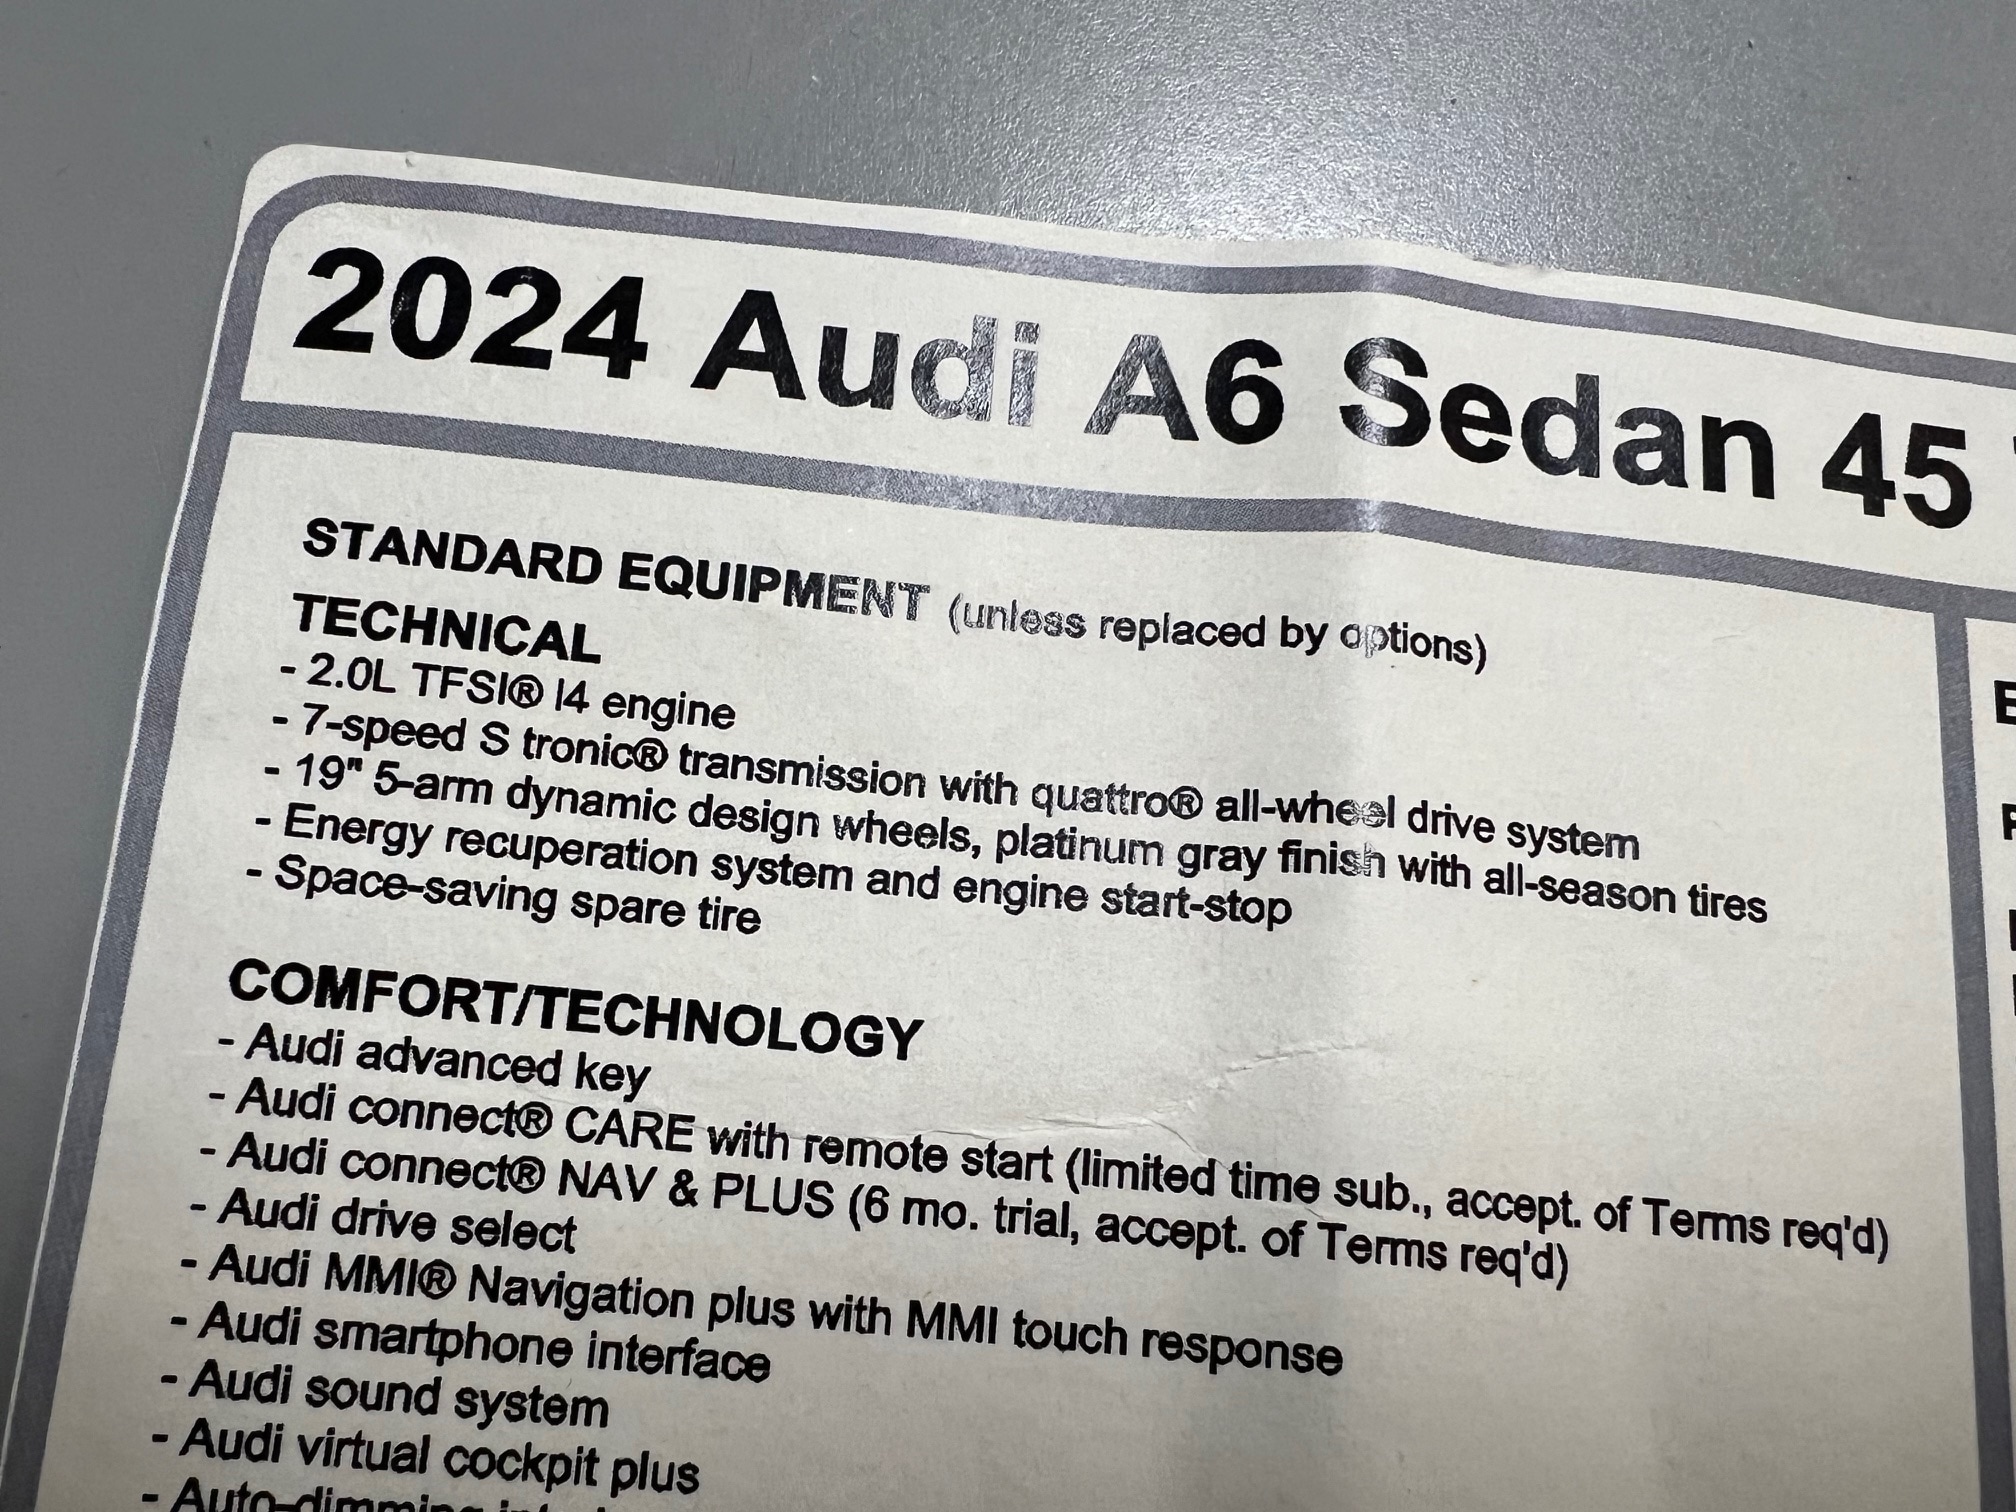 2024 Audi A6 Sedan 45
STANDARD EQUIPMENT (unless replaced by options)
TECHNICAL
- 2.0L TFSI® I4 engine
- 7-speed S tronic® transmission with quattro® all-wheel drive system
- 19" 5-arm dynamic design wheels, platinum gray finish with all-season tires
- Energy recuperation system and engine start-stop
- Space-saving spare tire
COMFORT/TECHNOLOGY
- Audi advanced key
- Audi connect® CARE with remote start (limited time sub., accept. of Terms req'd)
- Audi connect® NAV & PLUS (6 mo. trial, accept. of Terms req'd)
- Audi drive select
- Audi MMI® Navigation plus with MMI touch response
- Audi smartphone interface
- Audi sound system
- Audi virtual cockpit plus
- Auto-dimming